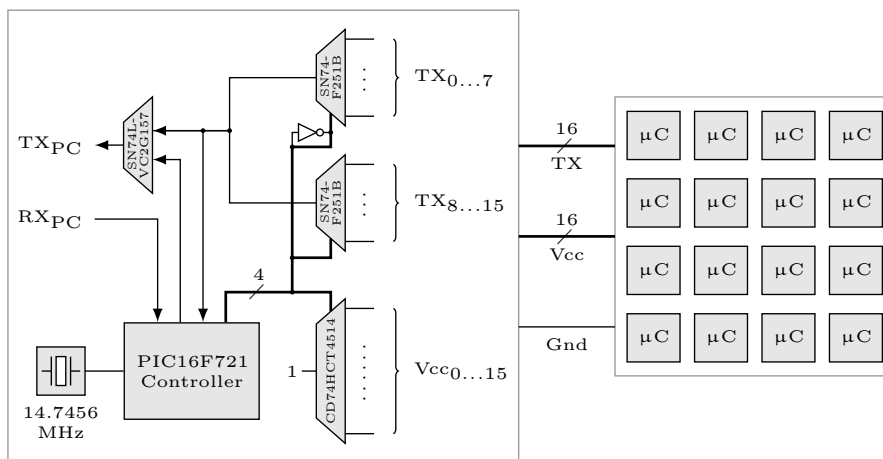 SN74-
F251B
TX0...7
SN74L-
VC2G157
TXPC
16
TX
SN74-
F251B
TX8...15
RXPC
16
Vcc
4
PIC16F721
Controller
1
CD74HCT4514
Vcc0...15
Gnd
14.7456
MHz
μC μC μC μC
μC μC μC μC
μC μC μC μC
μC μC μC μC